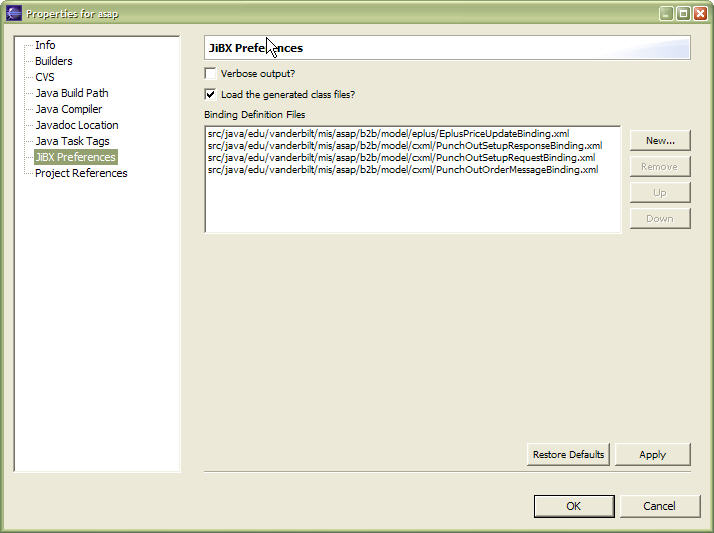 Properties for asap
Info
Builders
CVS
Java Build Path
Java Compiler
Javadoc Location
Java Task Tags
JiBX Preferences
Project References
JiBX Preferences
Verbose output?
Load the generated class files?
Binding Definition Files
src/java/edu/vanderbilt/mis/asap/b2b/model/eplus/EplusPriceUpdateBinding.xml
src/java/edu/vanderbilt/mis/asap/b2b/model/cxml/PunchOutSetupResponseBinding.xml
src/java/edu/vanderbilt/mis/asap/b2b/model/cxml/PunchOutSetupRequestBinding.xml
src/java/edu/vanderbilt/mis/asap/b2b/model/cxml/PunchOutOrderMessageBinding.xml
New...
Remove
Up
Down
Restore Defaults
Apply
OK
Cancel